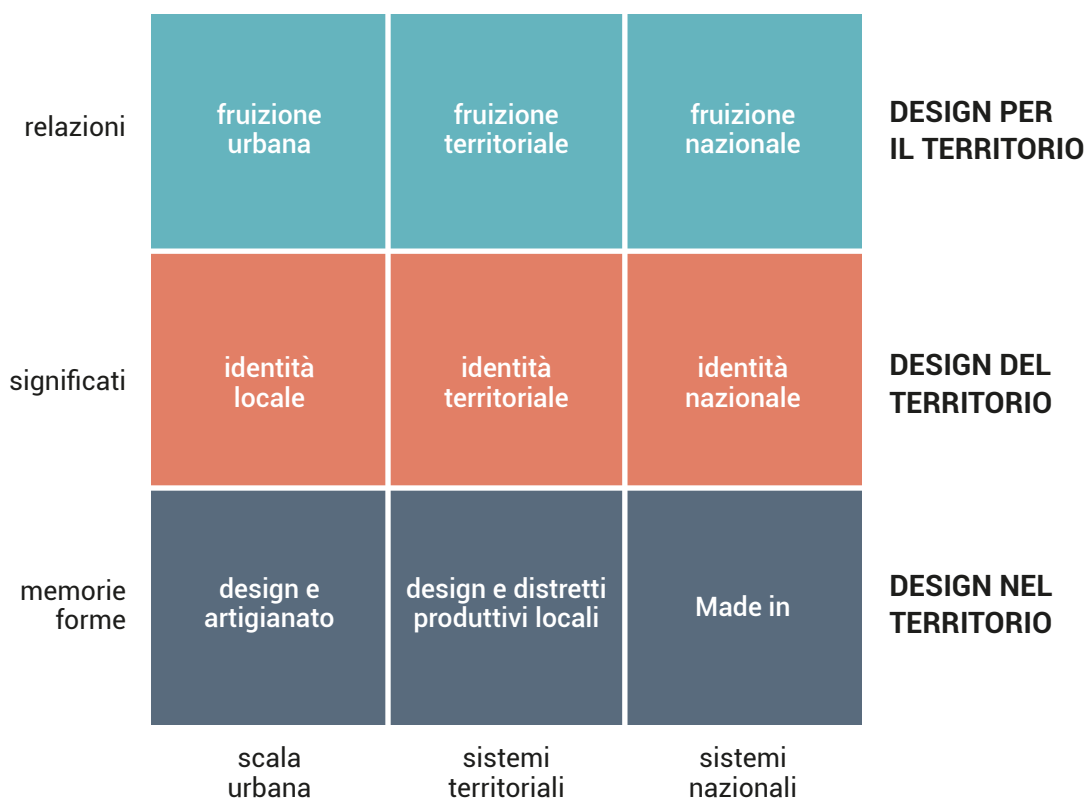 relazioni
fruizione
urbana
fruizione
territoriale
fruizione
nazionale
DESIGN PER
IL TERRITORIO
significati
identità
locale
identità
territoriale
identità
nazionale
DESIGN DEL
TERRITORIO
memorie
forme
design e
artigianato
design e distretti
produttivi locali
Made in
DESIGN NEL
TERRITORIO
scala
urbana
sistemi
territoriali
sistemi
nazionali